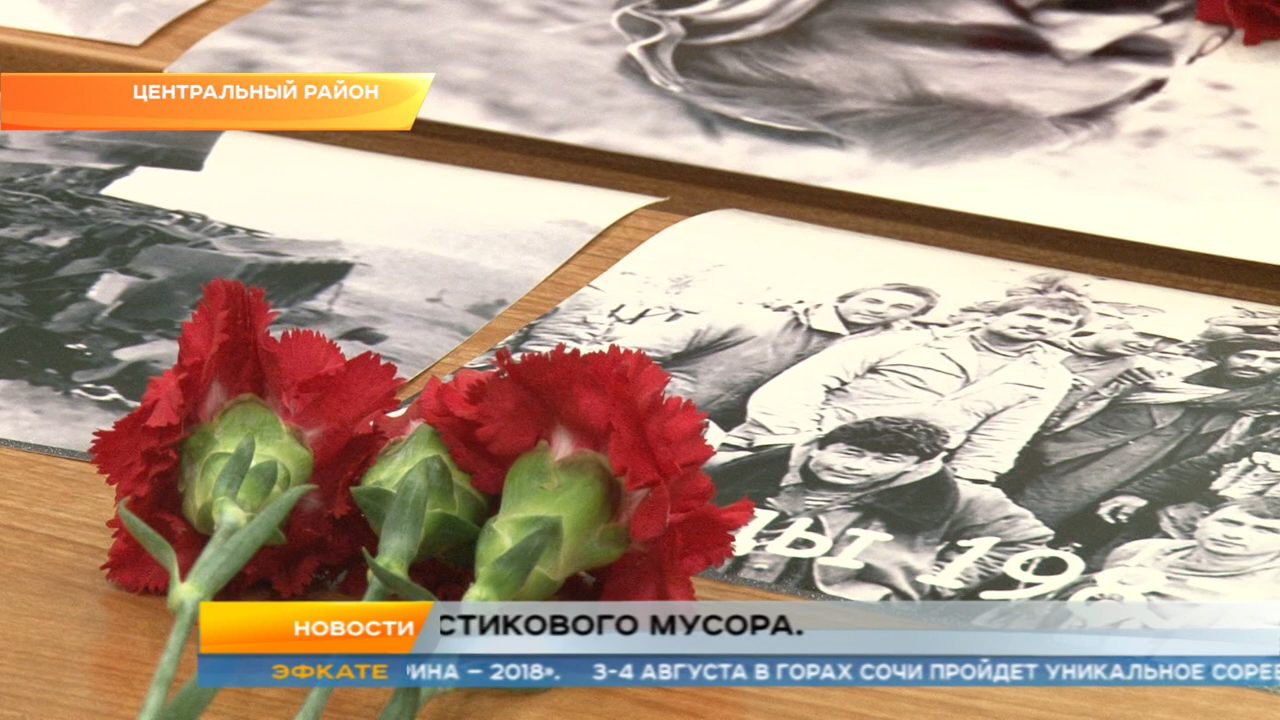 ЦЕНТРАЛЬНЫЙ РАЙОН
НОВОСТИ
СТИКОВОГО МУСОРА.
ЭФКАТЕ
ИНА – 2018». 3-4 АВГУСТА В ГОРАХ СОЧИ ПРОЙДЕТ УНИКАЛЬНОЕ СОРЕВ